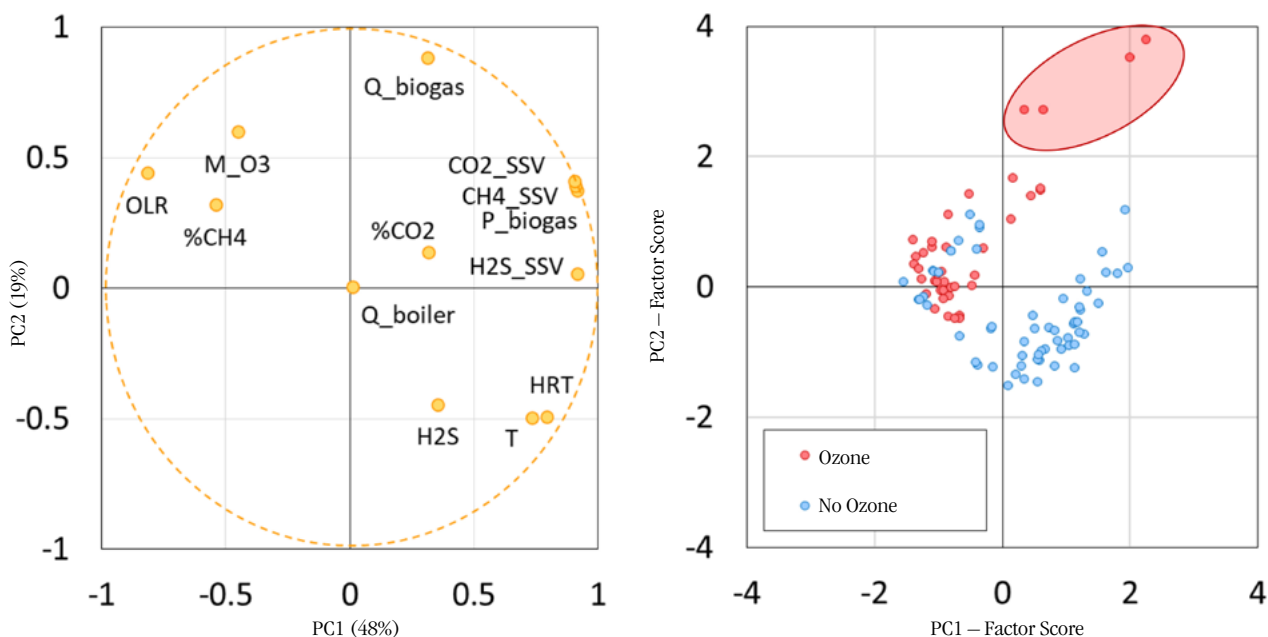 1
0.5
0
-0.5
-1
-1
-0.5
0
0.5
1
PC2 (19%)
PC1 (48%)
Q_biogas
M_O3
OLR
%CH4
CO2_SSV
CH4_SSV
P_biogas
%CO2
H2S_SSV
Q_boiler
HRT
H2S
T
4
2
0
-2
-4
-4
-2
0
2
4
PC2 – Factor Score
PC1 – Factor Score
Ozone
No Ozone